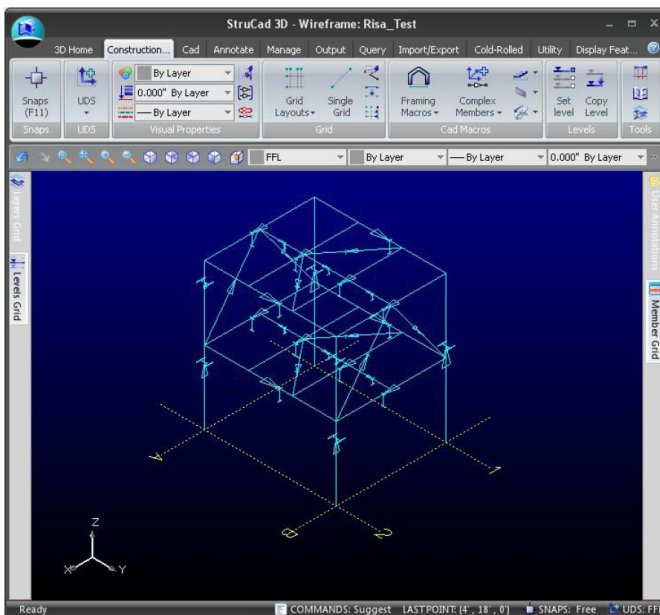 StruCad 3D - Wireframe: Risa_Test
3D Home Construction... Cad Annotate Manage Output Query Import/Export Cold-Rolled Utility Display Feat...
Snaps (F11)
UDS
By Layer
0.000" By Layer
By Layer
Grid Layouts
Single Grid
Framing Macros
Complex Members
Set level
Copy Level
Snaps UDS Visual Properties Grid Cad Macros Levels Tools
FFL By Layer By Layer 0.000" By Layer
Layers Grid
Levels Grid
User Annotations
Member Grid
A
B
2
1
Z
X Y
Ready COMMANDS: Suggest LASTPOINT: (4', 18', 0') SNAPS: Free UDS: FFL